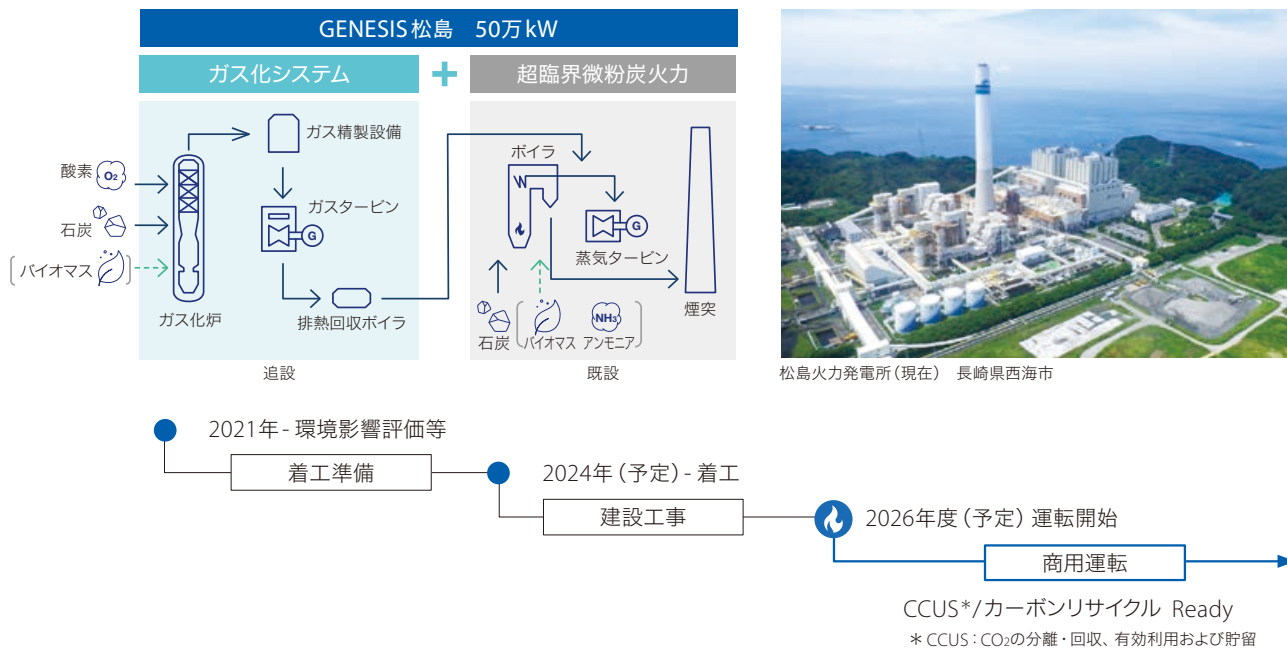 GENESIS松島 50万kW
ガス化システム
+
超臨界微粉炭火力
酸素
O₂
石炭
バイオマス
ガス化炉
ガス精製設備
ガスタービン
G
排熱回収ボイラ
追設
ボイラ
G
蒸気タービン
石炭
バイオマス
NH₃
アンモニア
煙突
既設
松島火力発電所(現在) 長崎県西海市
2021年 - 環境影響評価等
着工準備
2024年(予定) - 着工
建設工事
2026年度(予定) 運転開始
商用運転
CCUS*/カーボンリサイクル Ready
* CCUS:CO₂の分離・回収、有効利用および貯留